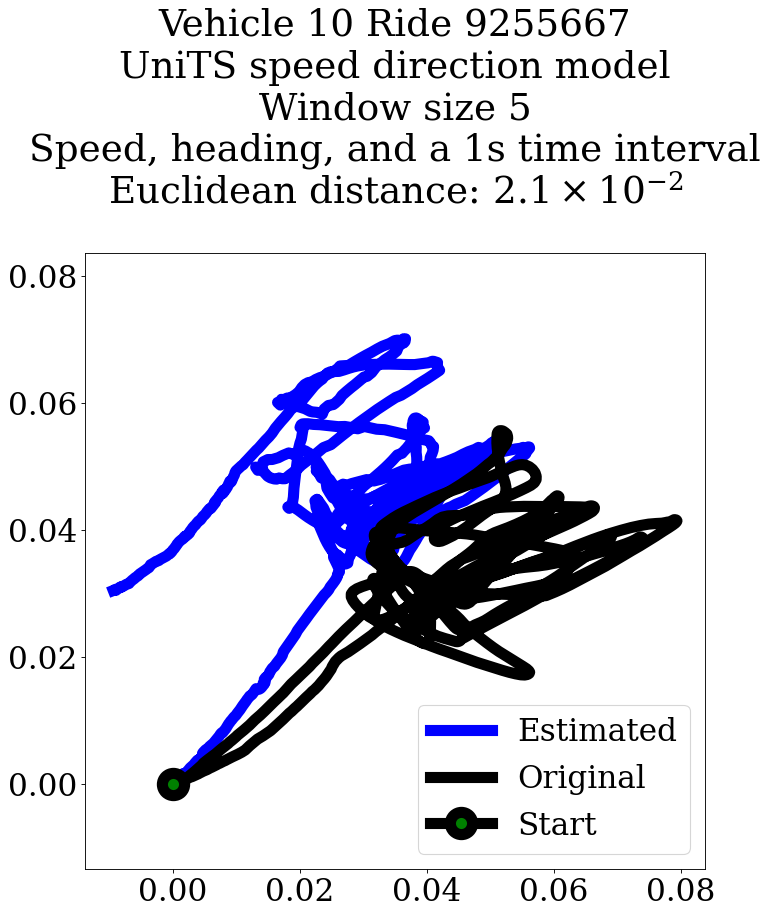 Vehicle 10 Ride 9255667
UniTS speed direction model
Window size 5
Speed, heading, and a 1s time interval
Euclidean distance: 2.1 × 10⁻²
0.08
0.06
0.04
0.02
0.00
Estimated
Original
Start
0.00 0.02 0.04 0.06 0.08